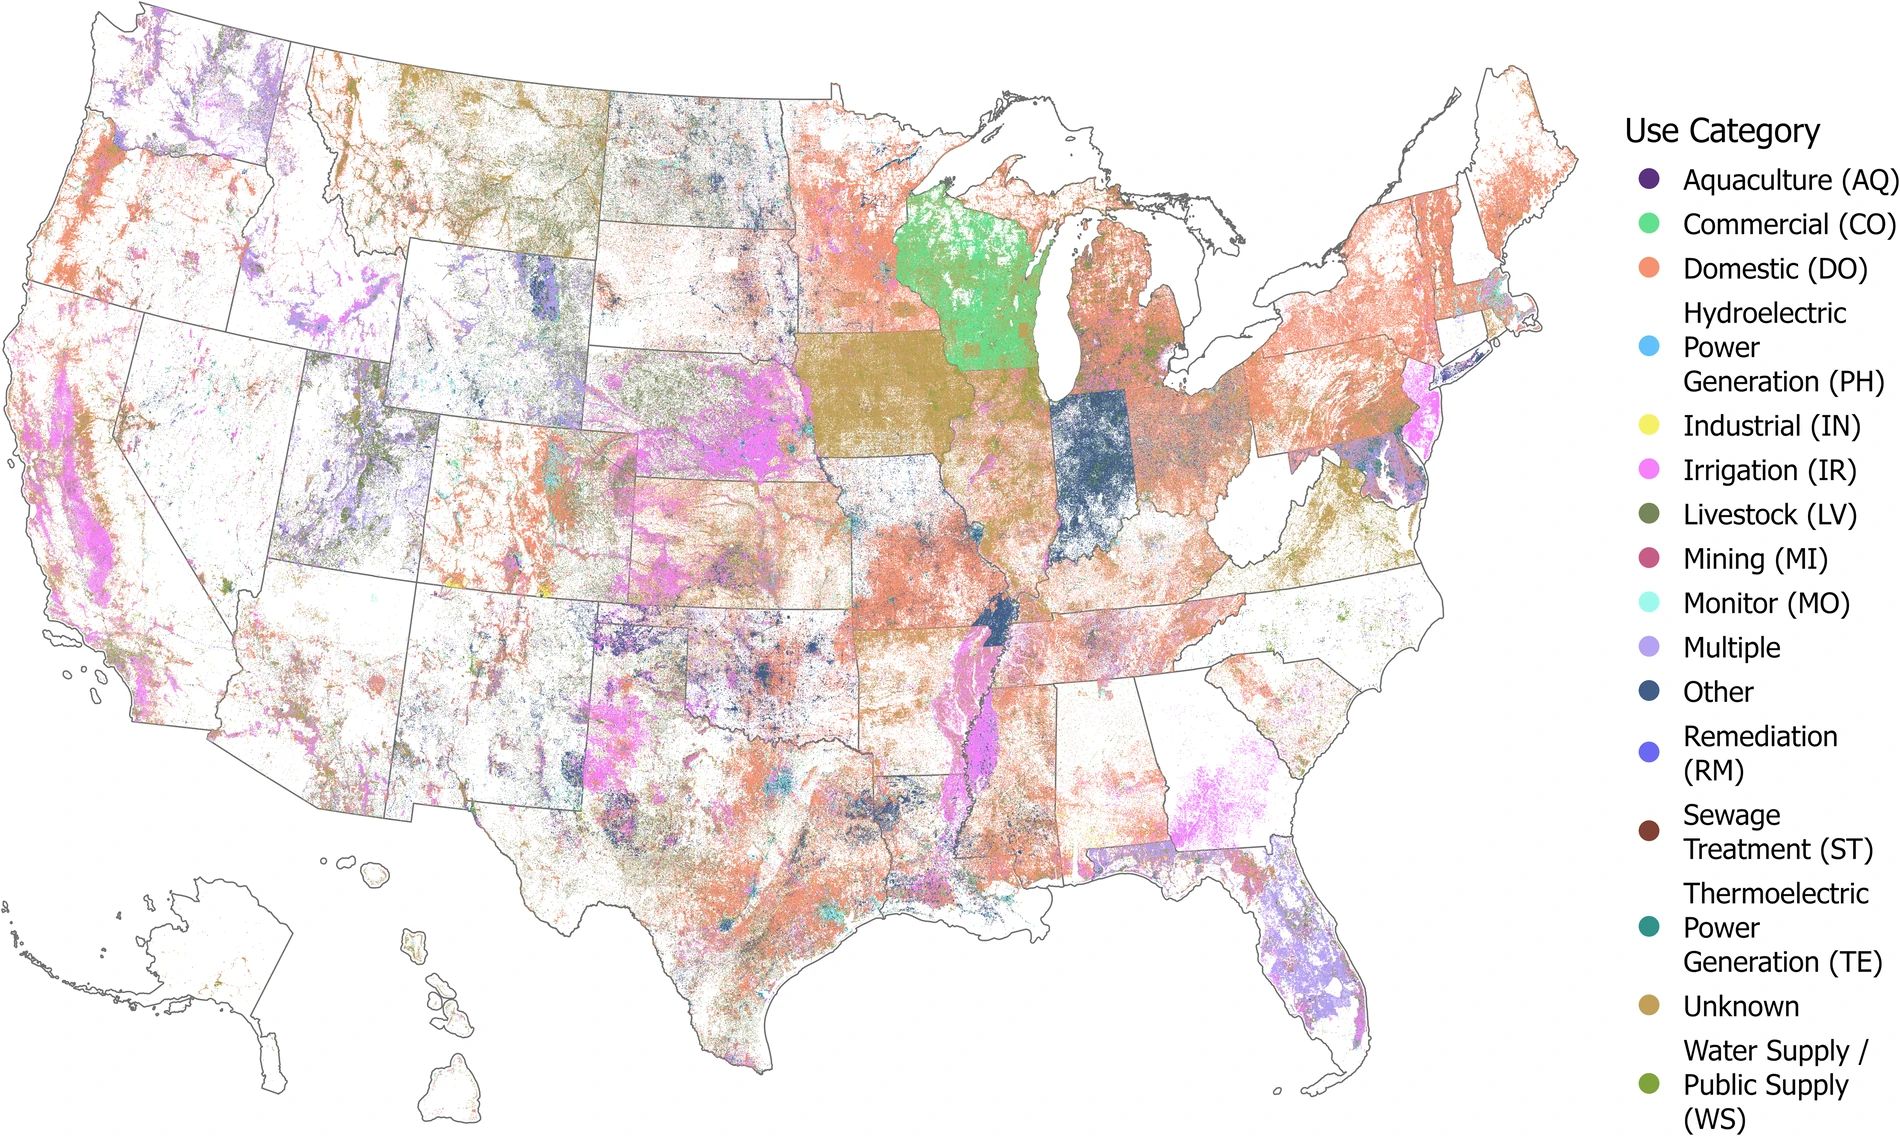 Use Category
Aquaculture (AQ)
Commercial (CO)
Domestic (DO)
Hydroelectric
Power
Generation (PH)
Industrial (IN)
Irrigation (IR)
Livestock (LV)
Mining (MI)
Monitor (MO)
Multiple
Other
Remediation
(RM)
Sewage
Treatment (ST)
Thermoelectric
Power
Generation (TE)
Unknown
Water Supply /
Public Supply
(WS)